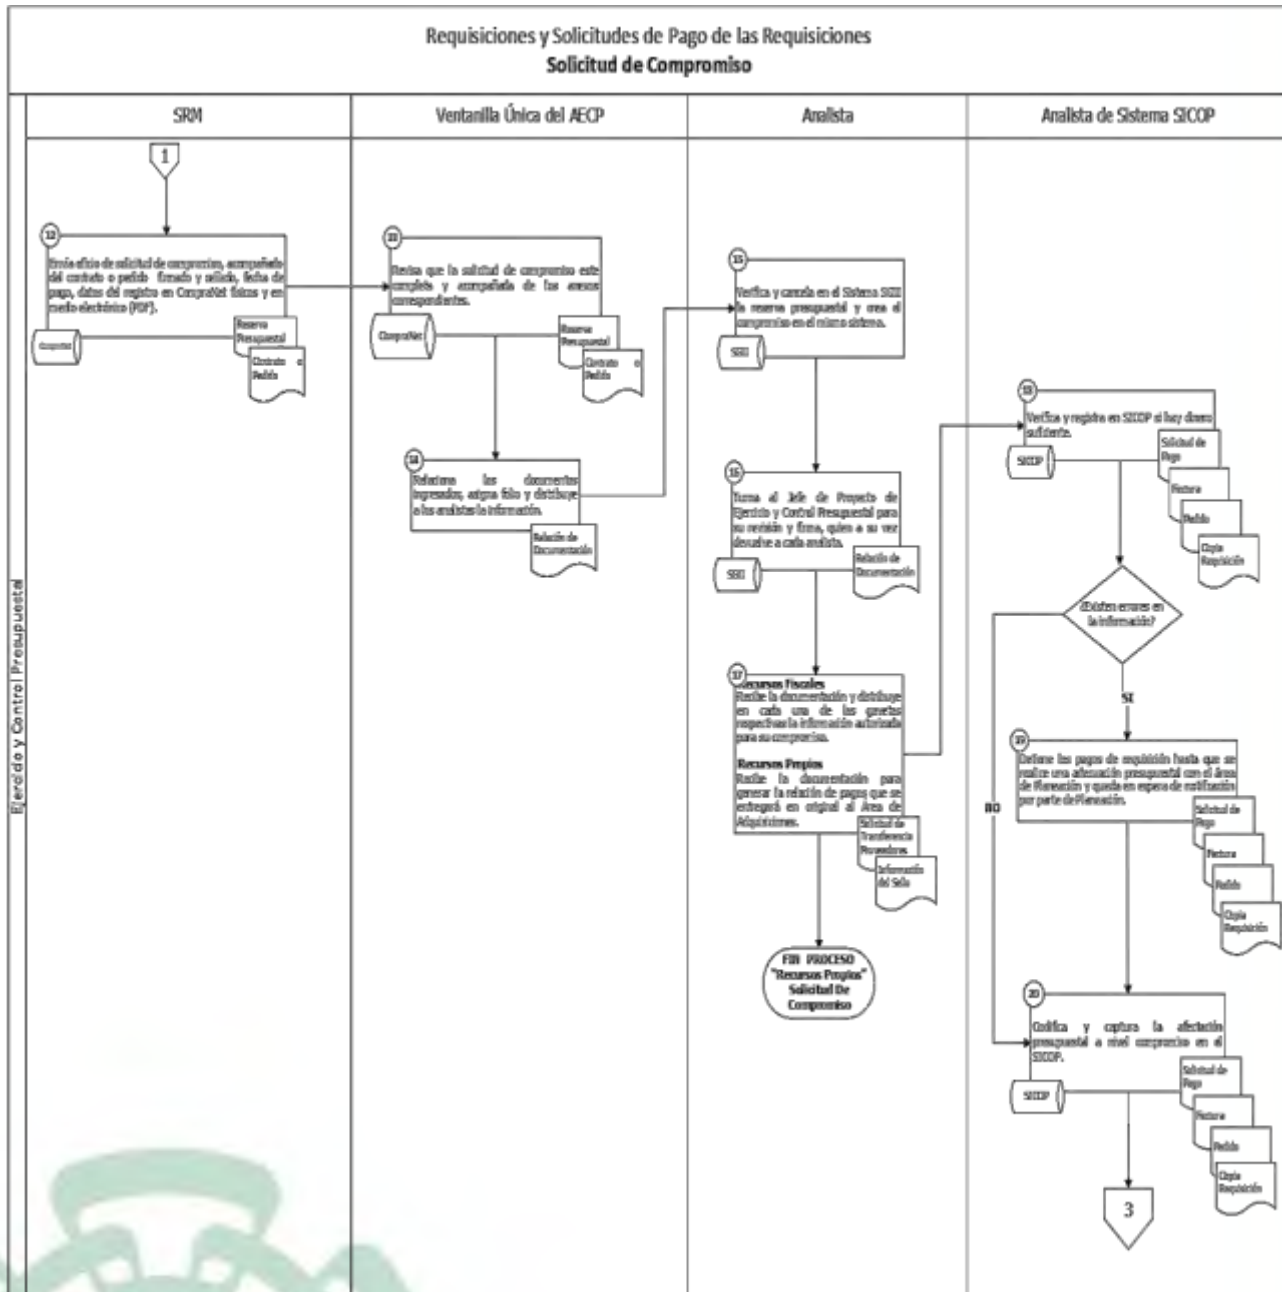 Requisiciones y Solicitudes de Pago de las Requisiciones
Solicitud de Compromiso
SRM
Ventanilla Única del AECP
Analista
Analista de Sistema SICOP
Ejercicio y Control Presupuestal
1
12
Envía oficio de solicitud de compromiso, acompañado
del contrato o pedido firmado y sellado, fecha de
pago, datos del registro en CompraNet físicos y en
medio electrónico (PDF).
CompraNet
Reserva
Presupuestal
Contrato o
Pedido
Revisa que la solicitud de compromiso este
completa y acompañada de los anexos
correspondientes.
CompraNet
Reserva
Presupuestal
Contrato o
Pedido
14
Relaciona los documentos
ingresados, asigna folio y distribuye
a los analistas la información.
Relación de
Documentación
15
Verifica y cancela en el Sistema
la reserva presupuestal y crea el
compromiso en el mismo sistema.
16
Turna al Jefe de Proyecto de
Ejercicio y Control Presupuestal para
su revisión y firma, quien a su vez
devuelve a cada analista.
Relación de
Documentación
17
Recursos Fiscales
Recibe la documentación y distribuye
en cada una de las gavetas
respectivas la información autorizada
para su compromiso.
Recursos Propios
Recibe la documentación para
generar la relación de pagos que se
entregará en original al Área de
Adquisiciones.
Solicitud de
Transferencia
Proveedores
Información
del Sello
FIN PROCESO
"Recursos Propios"
Solicitud De
Compromiso
Verifica y registra en SICOP si hay dinero
suficiente.
SICOP
Solicitud de
Pago
Factura
Pedido
Copia
Requisición
¿Existen errores en
la información?
SI
NO
19
Detiene los pagos de requisición hasta que se
realice una adecuación presupuestal con el área
de Planeación y queda en espera de notificación
por parte de Planeación.
Solicitud de
Pago
Factura
Pedido
Copia
Requisición
20
Codifica y captura la afectación
presupuestal a nivel compromiso en el
SICOP.
SICOP
Solicitud de
Pago
Factura
Pedido
Copia
Requisición
3